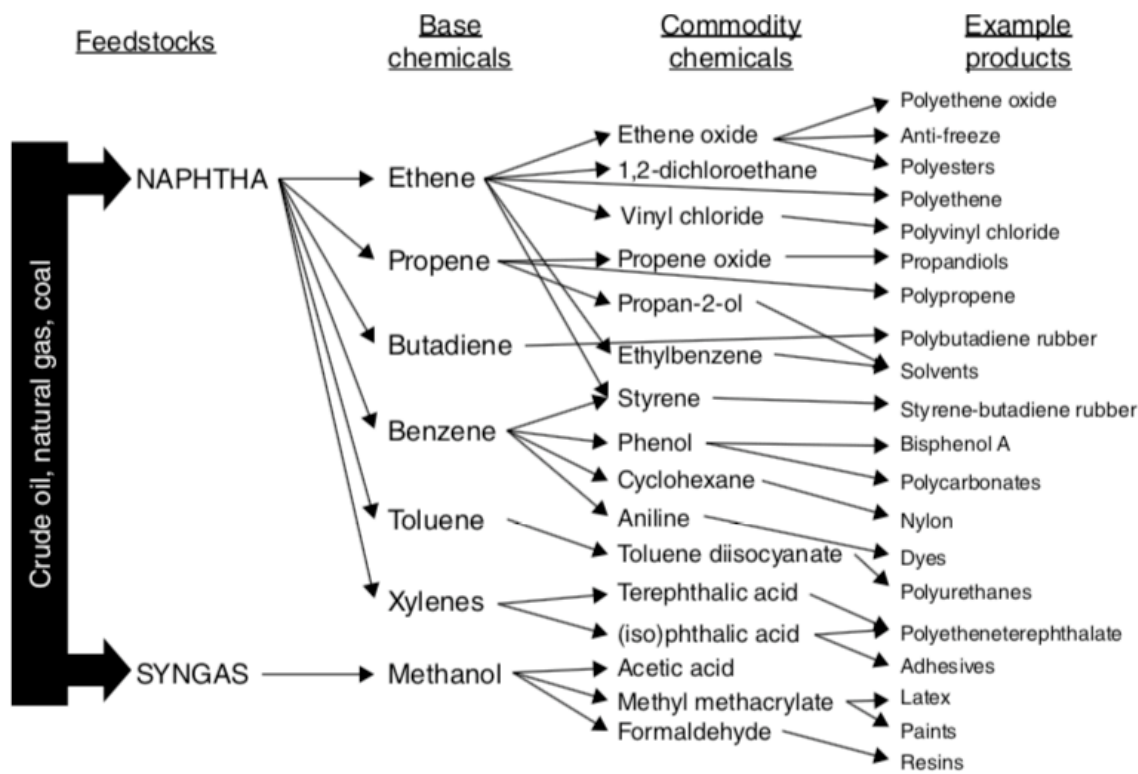 Feedstocks
Base
chemicals
Commodity
chemicals
Example
products
Crude oil, natural gas, coal
NAPHTHA
SYNGAS
Ethene
Propene
Butadiene
Benzene
Toluene
Xylenes
Methanol
Ethene oxide
1,2-dichloroethane
Vinyl chloride
Propene oxide
Propan-2-ol
Ethylbenzene
Styrene
Phenol
Cyclohexane
Aniline
Toluene diisocyanate
Terephthalic acid
(iso)phthalic acid
Acetic acid
Methyl methacrylate
Formaldehyde
Polyethene oxide
Anti-freeze
Polyesters
Polyethene
Polyvinyl chloride
Propandiols
Polypropene
Polybutadiene rubber
Solvents
Styrene-butadiene rubber
Bisphenol A
Polycarbonates
Nylon
Dyes
Polyurethanes
Polyetheneterephthalate
Adhesives
Latex
Paints
Resins